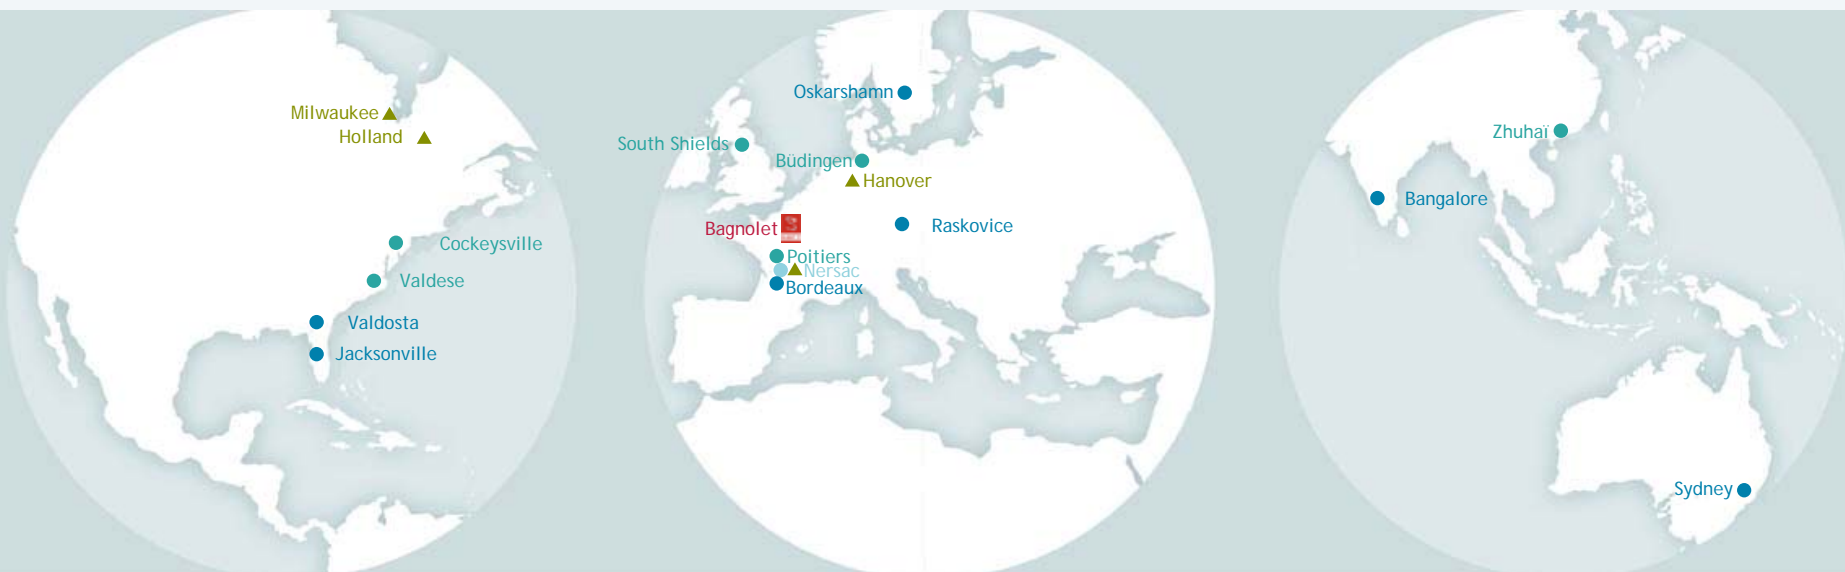 Milwaukee
Holland
Cockeysville
Valdese
Valdosta
Jacksonville
Oskarshamn
South Shields
Büdingen
Hanover
Bagnolet
Raskovice
Poitiers
Nersac
Bordeaux
Zhuhaï
Bangalore
Sydney